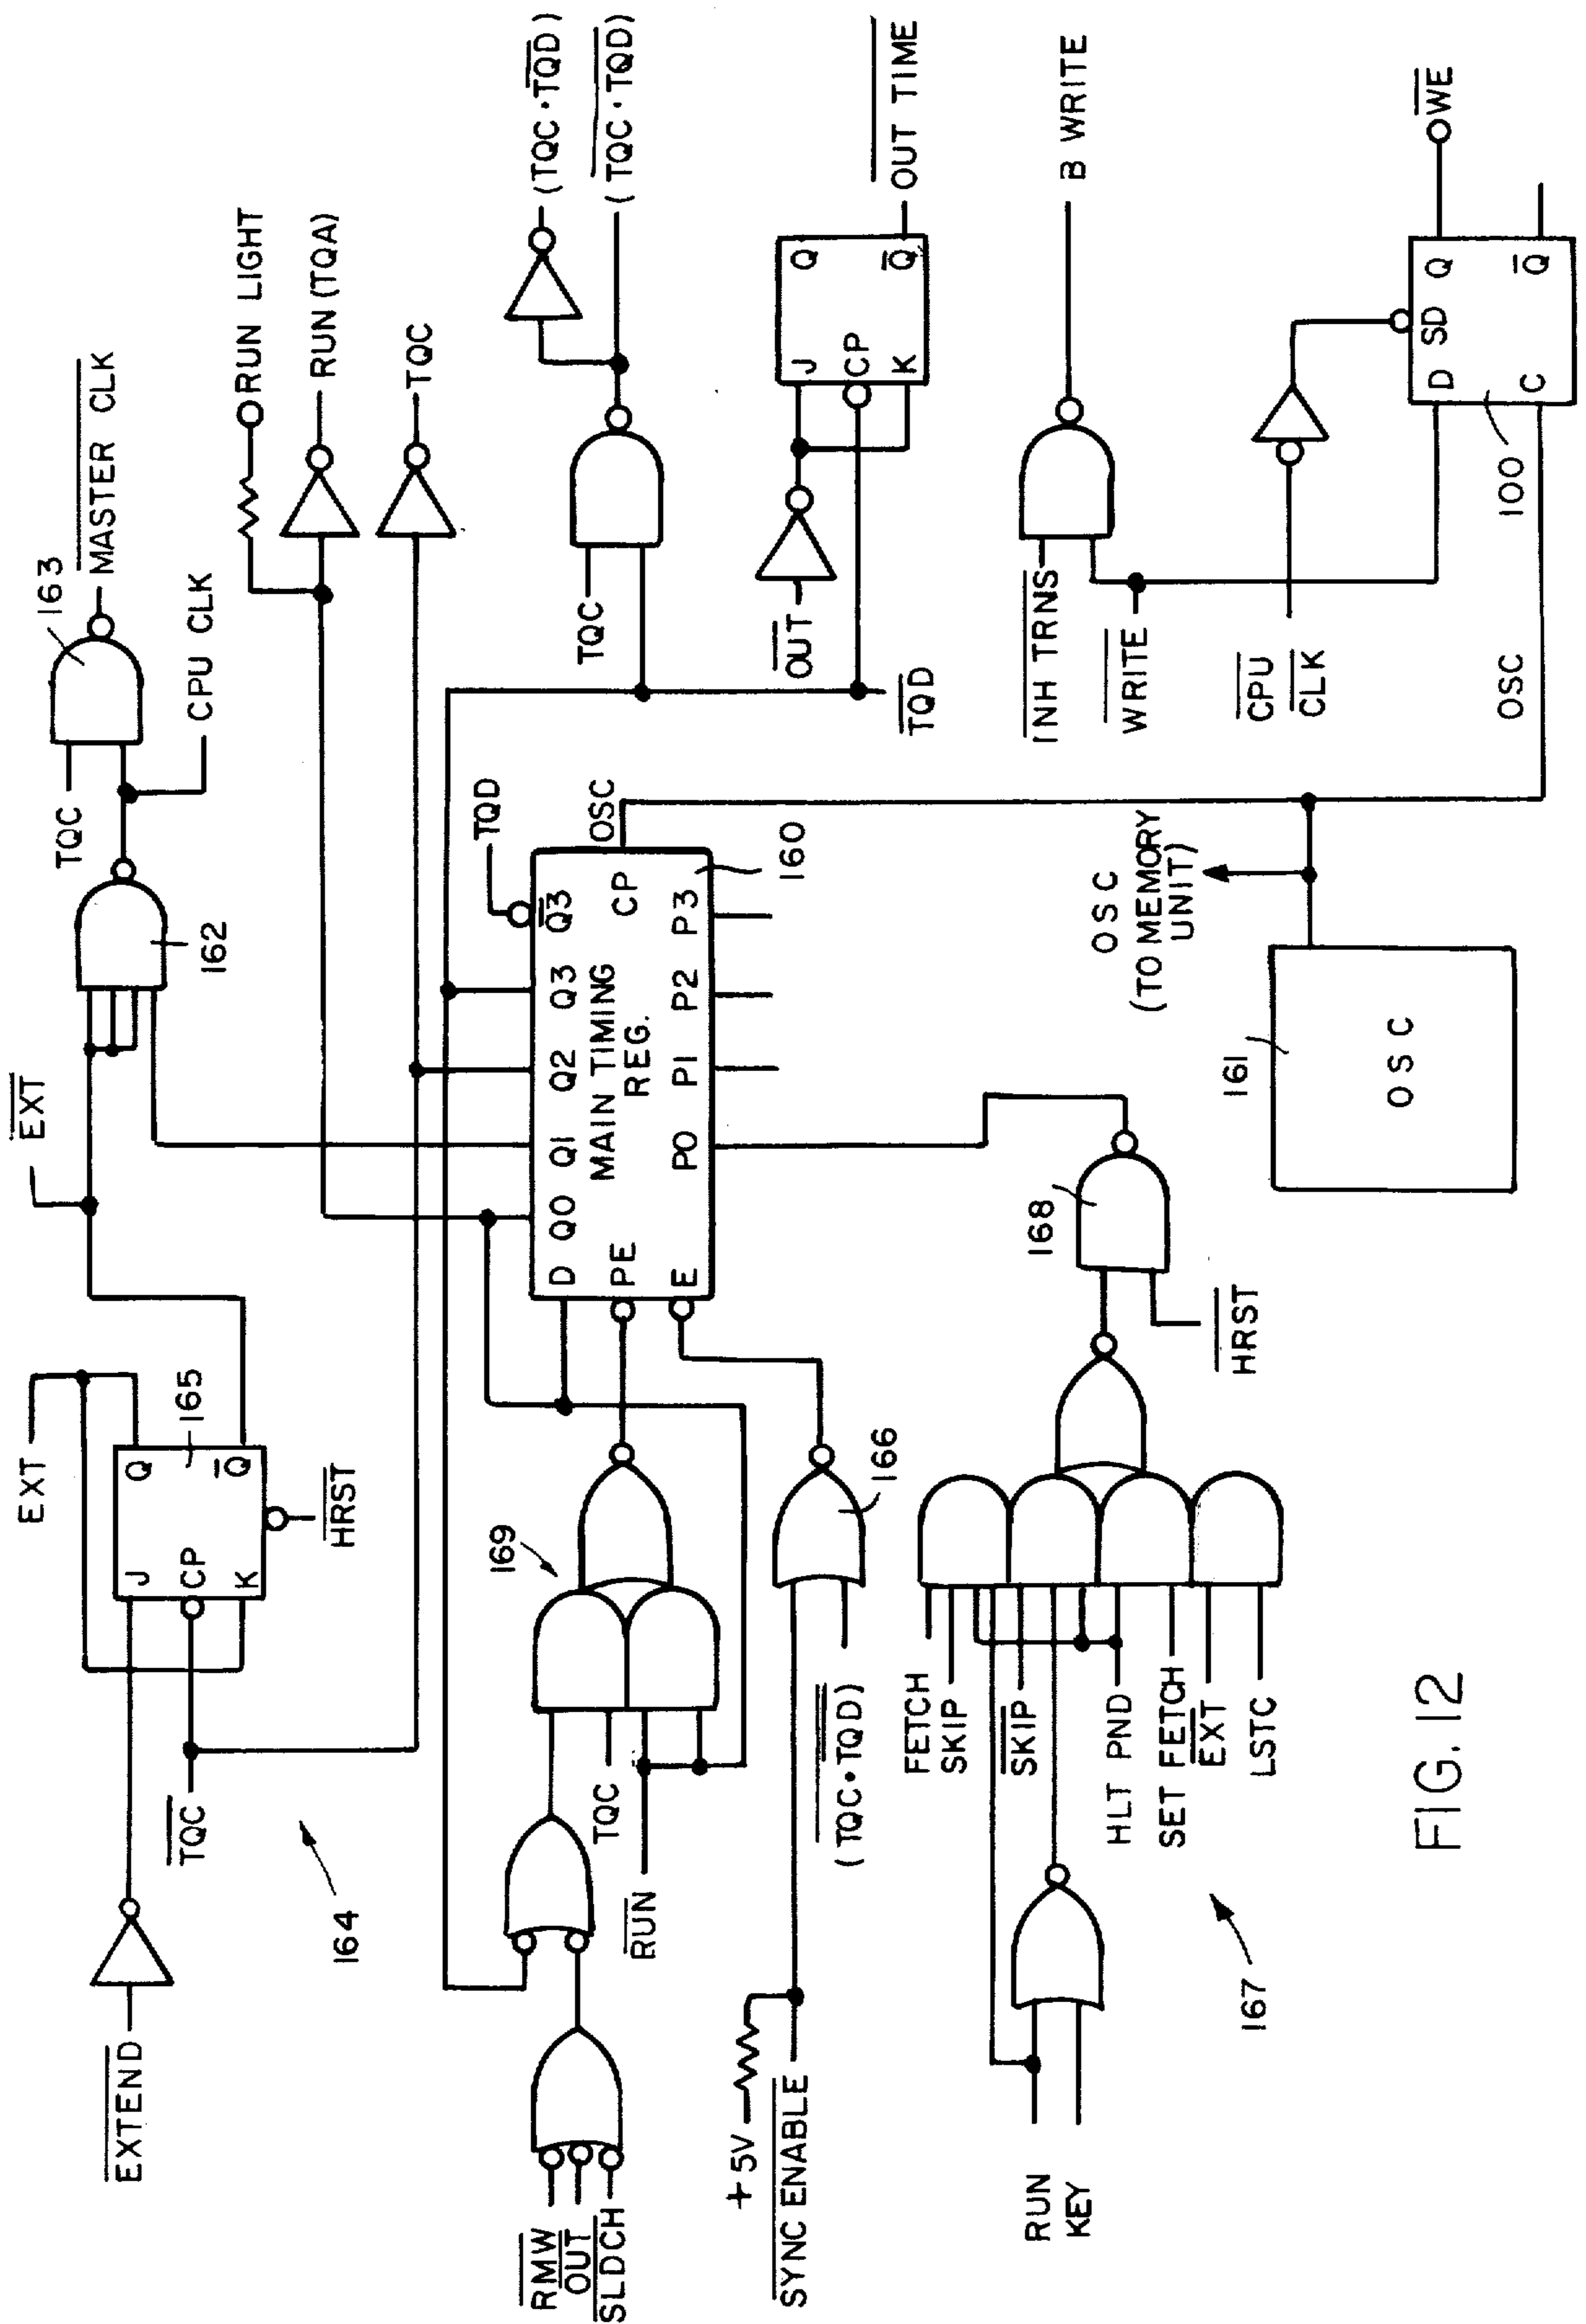 EXTEND
164
TQC
EXT
J
Q
165
CP
K
Q
HRST
EXT
162
TQC
163
MASTER CLK
CPU CLK
RUN LIGHT
RUN (TQA)
TQC
RMW
OUT
SLDCH
TQC
RUN
169
D
Q0
Q1
Q2
Q3
Q3
PE
MAIN TIMING
REG.
CP
E
P0
P1
P2
P3
TQD
OSC
160
TQC
(TQC·TQD)
(TQC·TQD)
+5V
SYNC ENABLE
(TQC·TQD)
166
TQD
OUT
J
Q
CP
K
Q
OUT TIME
RUN
KEY
167
FETCH
SKIP
SKIP
HLT PND
SET FETCH
EXT
LSTC
168
HRST
161
OSC
OSC
(TO MEMORY
UNIT)
INH TRNS
WRITE
B WRITE
CPU
CLK
OSC
100
D
SD
Q
C
Q
WE
FIG. 12